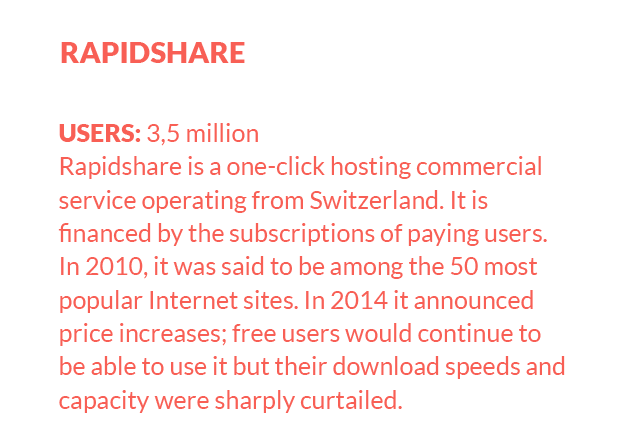 RAPIDSHARE
USERS: 3,5 million
Rapidshare is a one-click hosting commercial
service operating from Switzerland. It is
financed by the subscriptions of paying users.
In 2010, it was said to be among the 50 most
popular Internet sites. In 2014 it announced
price increases; free users would continue to
be able to use it but their download speeds and
capacity were sharply curtailed.